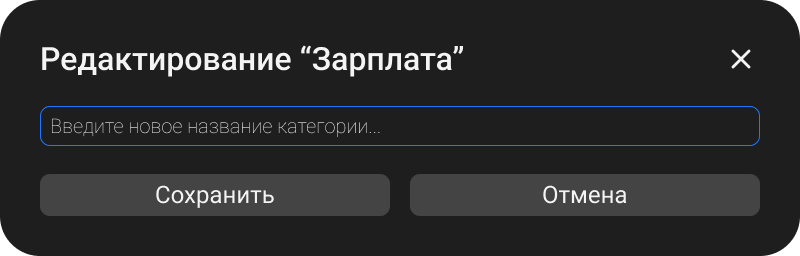 Редактирование “Зарплата”
Введите новое название категории...
Сохранить
Отмена